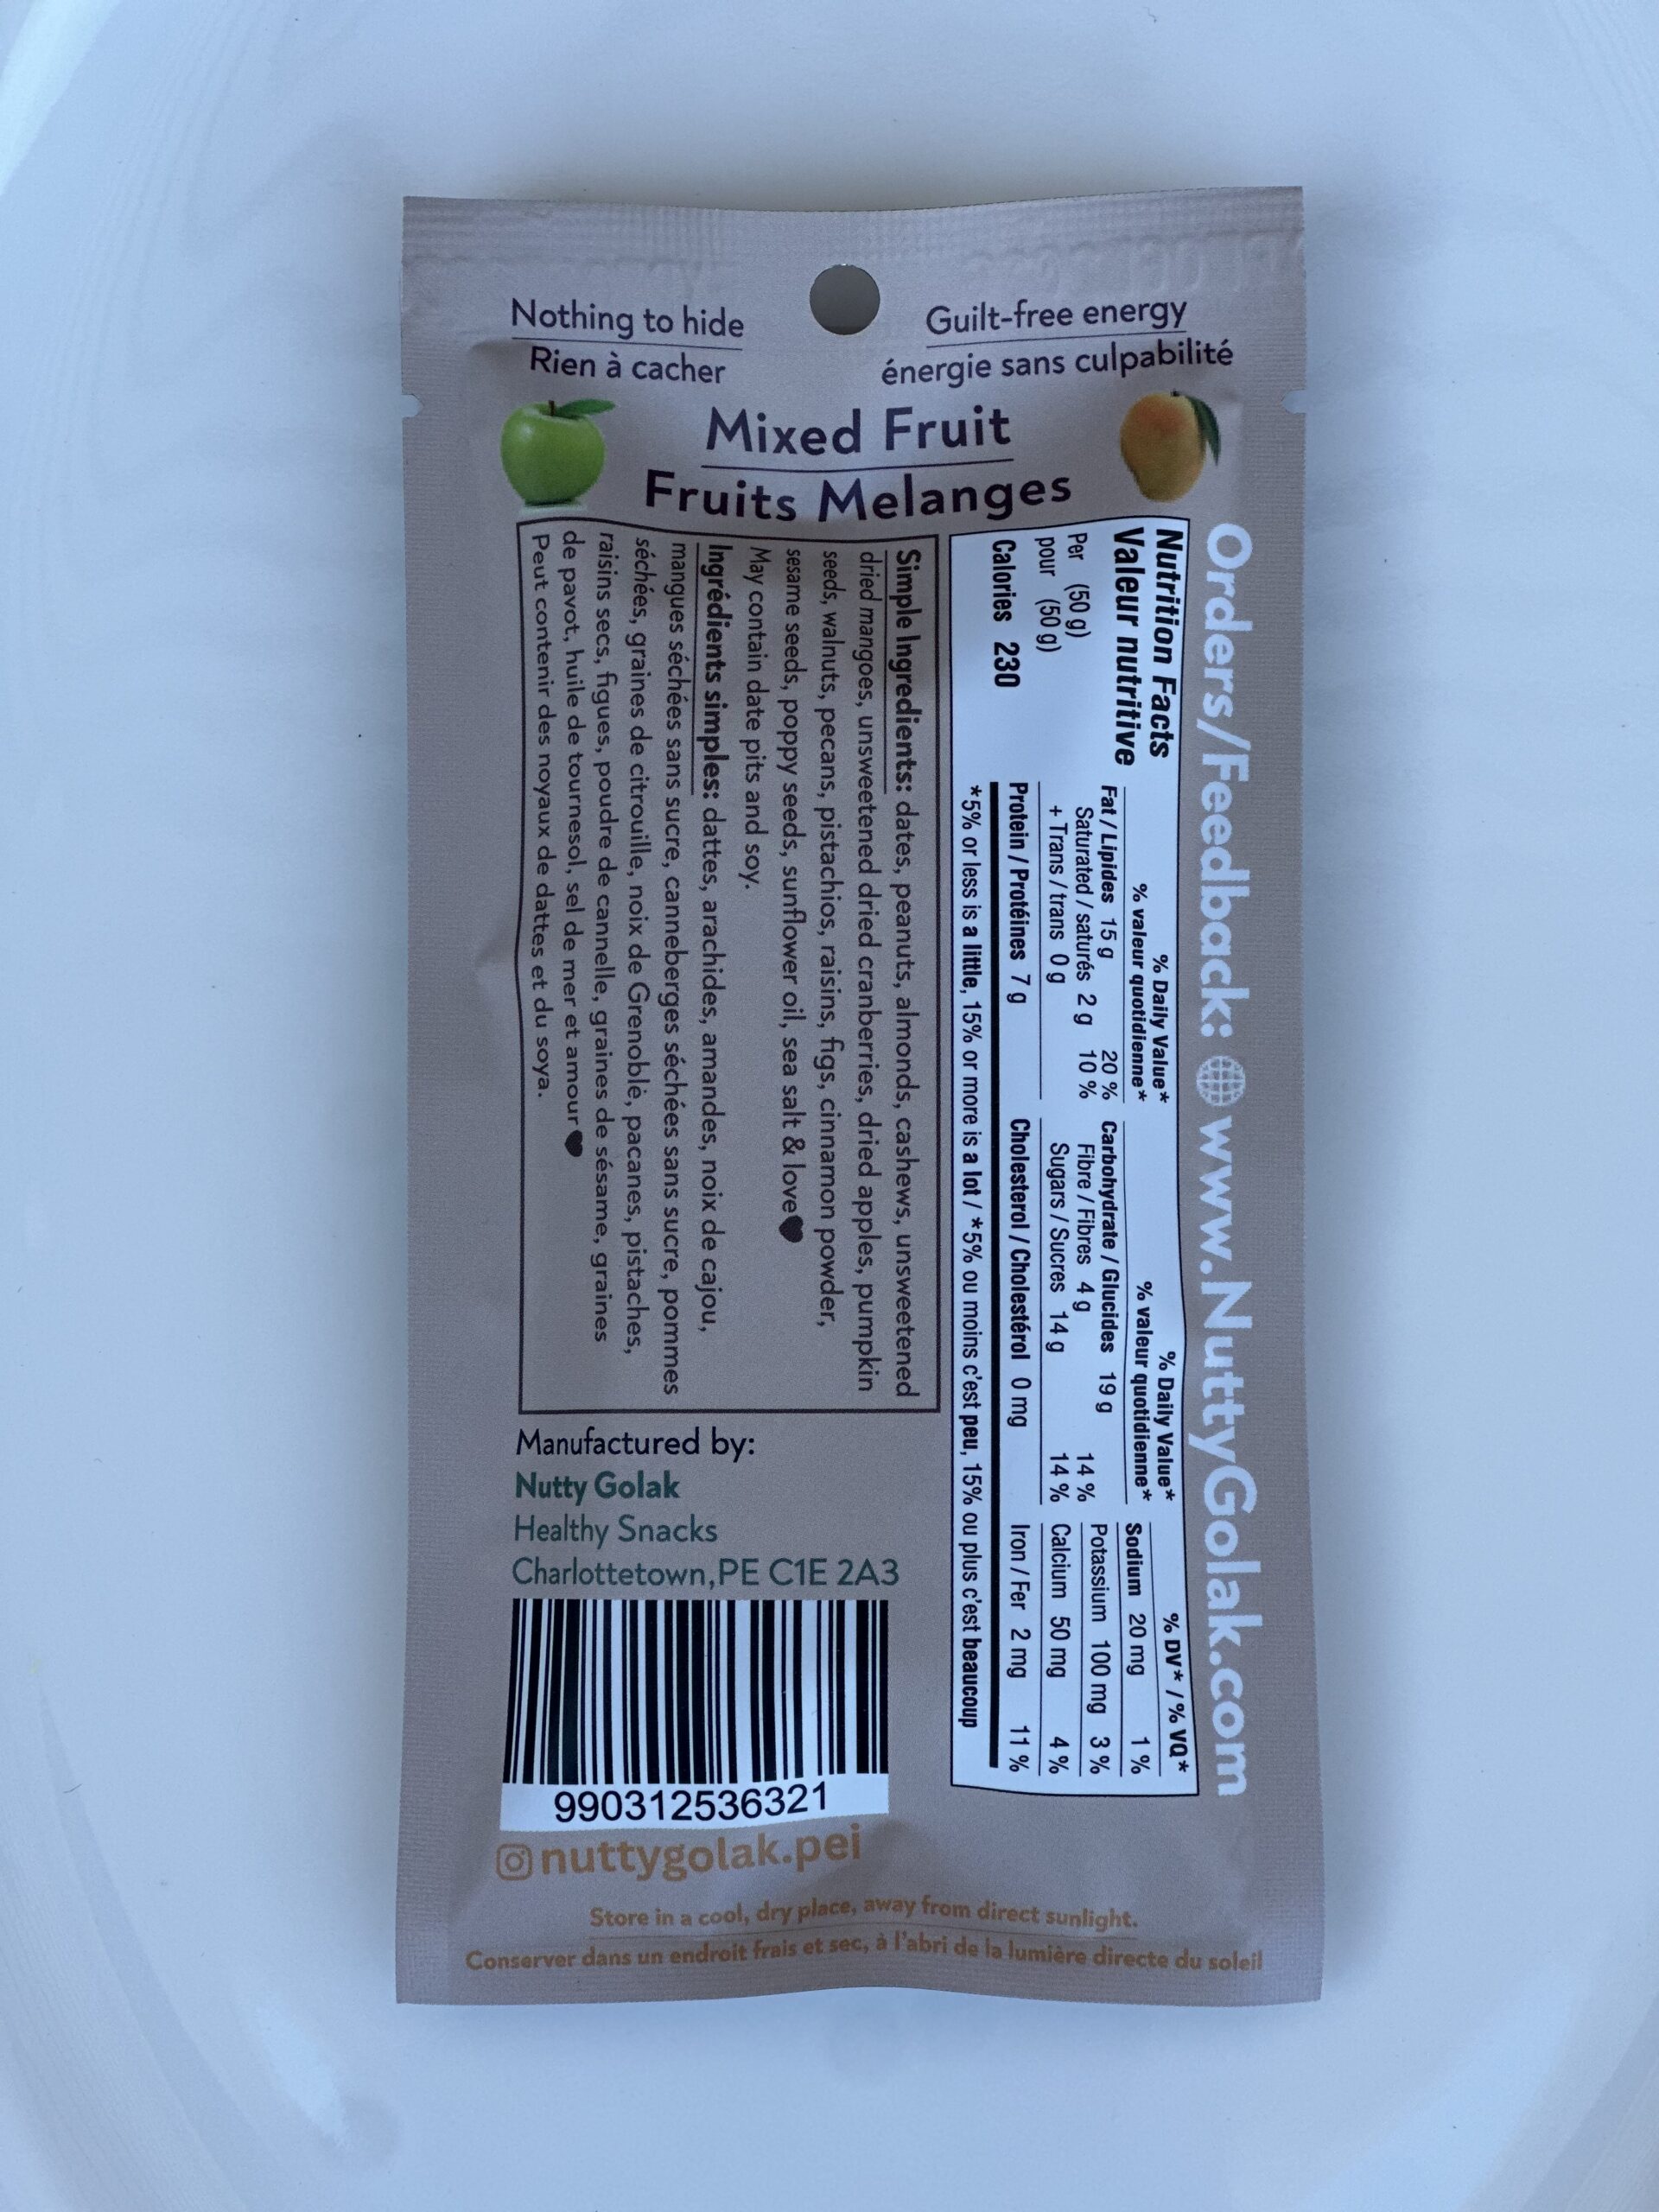 Nothing to hide
Rien à cacher
Guilt-free energy
énergie sans culpabilité
Mixed Fruit
Fruits Melanges
Orders/Feedback: www.NuttyGolak.com
Nutrition Facts
Valeur nutritive
Per (50 g)
pour (50 g)
Calories 230
% Daily Value*
% valeur quotidienne*
Fat / Lipides 15 g 20 %
Saturated / saturés 2 g 10 %
+ Trans / trans 0 g
Protein / Protéines 7 g
% Daily Value*
% valeur quotidienne*
Carbohydrate / Glucides 19 g
Fibre / Fibres 4 g 14 %
Sugars / Sucres 14 g 14 %
Cholesterol / Cholestérol 0 mg
% DV* / % VQ*
Sodium 20 mg 1 %
Potassium 100 mg 3 %
Calcium 50 mg 4 %
Iron / Fer 2 mg 11 %
*5% or less is a little, 15% or more is a lot / *5% ou moins c'est peu, 15% ou plus c'est beaucoup
Simple Ingredients: dates, peanuts, almonds, cashews, unsweetened
dried mangoes, unsweetened dried cranberries, dried apples, pumpkin
seeds, walnuts, pecans, pistachios, raisins, figs, cinnamon powder,
sesame seeds, poppy seeds, sunflower oil, sea salt & love♥
May contain date pits and soy.
Ingrédients simples: dattes, arachides, amandes, noix de cajou,
mangues séchées sans sucre, canneberges séchées sans sucre, pommes
séchées, graines de citrouille, noix de Grenoble, pacanes, pistaches,
raisins secs, figues, poudre de cannelle, graines de sésame, graines
de pavot, huile de tournesol, sel de mer et amour♥
Peut contenir des noyaux de dattes et du soya.
Manufactured by:
Nutty Golak
Healthy Snacks
Charlottetown, PE C1E 2A3
990312536321
nuttygolak.pei
Store in a cool, dry place, away from direct sunlight.
Conserver dans un endroit frais et sec, à l'abri de la lumière directe du soleil